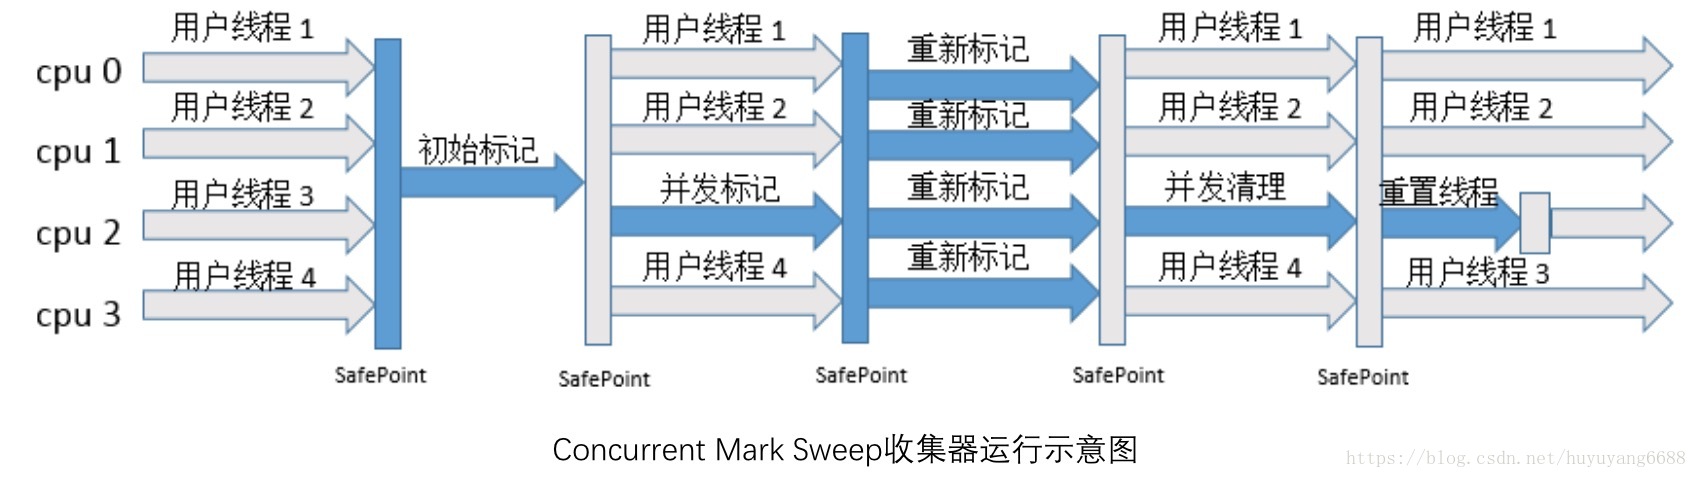 用户线程 1
用户线程 1
重新标记
用户线程 1
用户线程 1
cpu 0
用户线程 2
用户线程 2
重新标记
用户线程 2
用户线程 2
cpu 1
初始标记
用户线程 3
并发标记
重新标记
并发清理
重置线程
cpu 2
用户线程 4
用户线程 4
重新标记
用户线程 4
用户线程 3
cpu 3
SafePoint
SafePoint
SafePoint
SafePoint
SafePoint
Concurrent Mark Sweep收集器运行示意图
https://blog.csdn.net/huyuyang6688